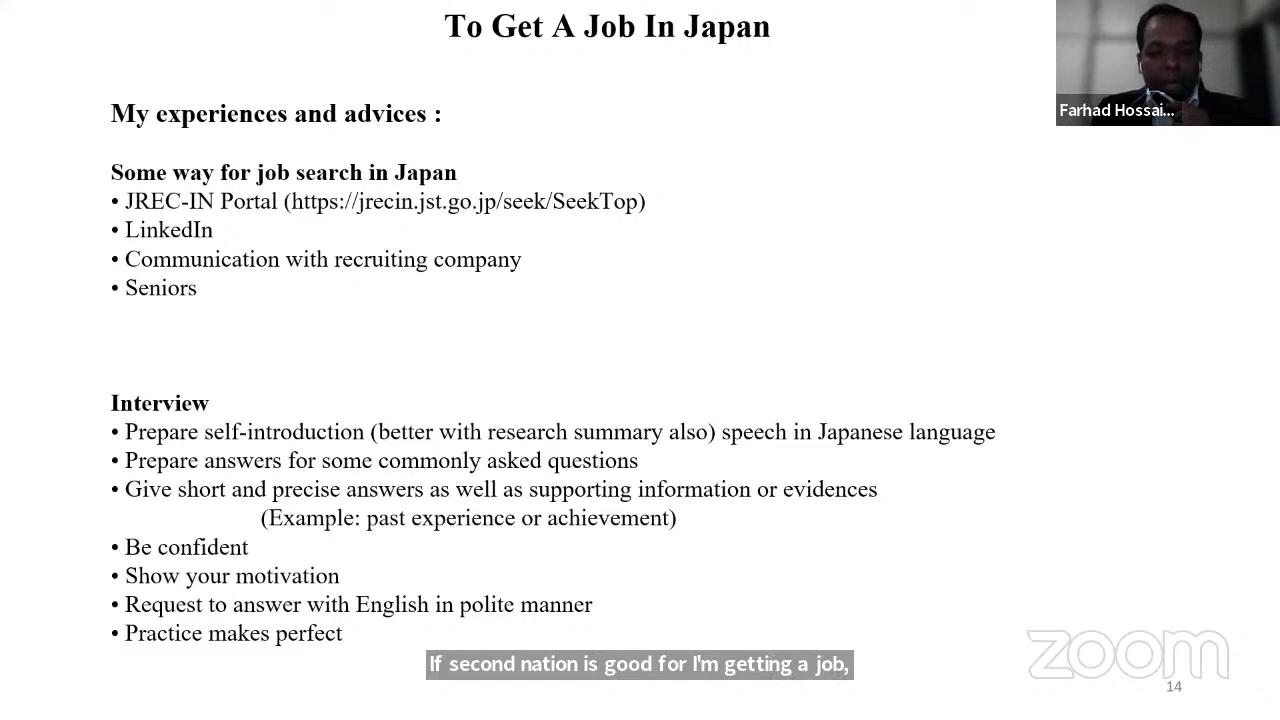 To Get A Job In Japan
Farhad Hossai...
My experiences and advices :
Some way for job search in Japan
• JREC-IN Portal (https://jrecin.jst.go.jp/seek/SeekTop)
• LinkedIn
• Communication with recruiting company
• Seniors
Interview
• Prepare self-introduction (better with research summary also) speech in Japanese language
• Prepare answers for some commonly asked questions
• Give short and precise answers as well as supporting information or evidences
(Example: past experience or achievement)
• Be confident
• Show your motivation
• Request to answer with English in polite manner
• Practice makes perfect
If second nation is good for I'm getting a job,
zoom
14